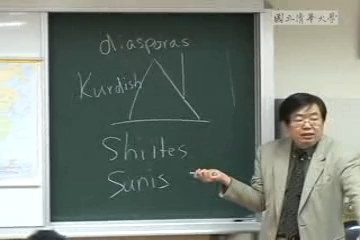 國立清華大學
diasporas
Kurdish
Shiites
Sunis